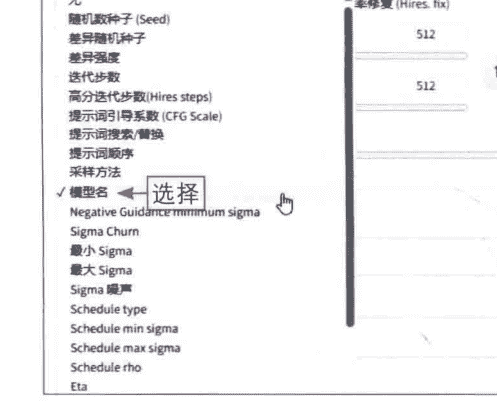 无
随机数种子 (Seed)
差异随机种子
差异强度
迭代步数
高分迭代步数(Hires steps)
提示词引导系数 (CFG Scale)
提示词搜索/替换
提示词顺序
采样方法
✓ 模型名
选择
Negative Guidance minimum sigma
Sigma Churn
最小 Sigma
最大 Sigma
Sigma 噪声
Schedule type
Schedule min sigma
Schedule max sigma
Schedule rho
Eta
率修复 (Hires. fix)
512
512